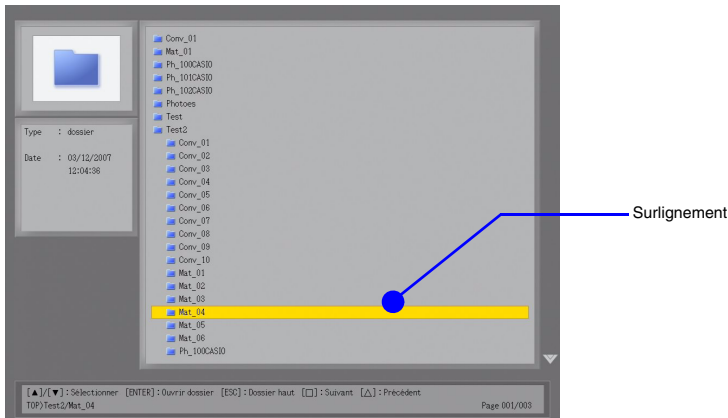 Conv_01
Mat_01
Ph_100CASIO
Ph_101CASIO
Ph_102CASIO
Photoes
Test
Test2
Conv_01
Conv_02
Conv_03
Conv_04
Conv_05
Conv_06
Conv_07
Conv_08
Conv_09
Conv_10
Mat_01
Mat_02
Mat_03
Mat_04
Mat_05
Mat_06
Ph_100CASIO
Type : dossier
Date : 03/12/2007
12:04:36
Surlignement
[▲]/[▼]:Sélectionner [ENTER]:Ouvrir dossier [ESC]:Dossier haut [□]:Suivant [△]:Précédent
TOP>Test2/Mat_04 Page 001/003